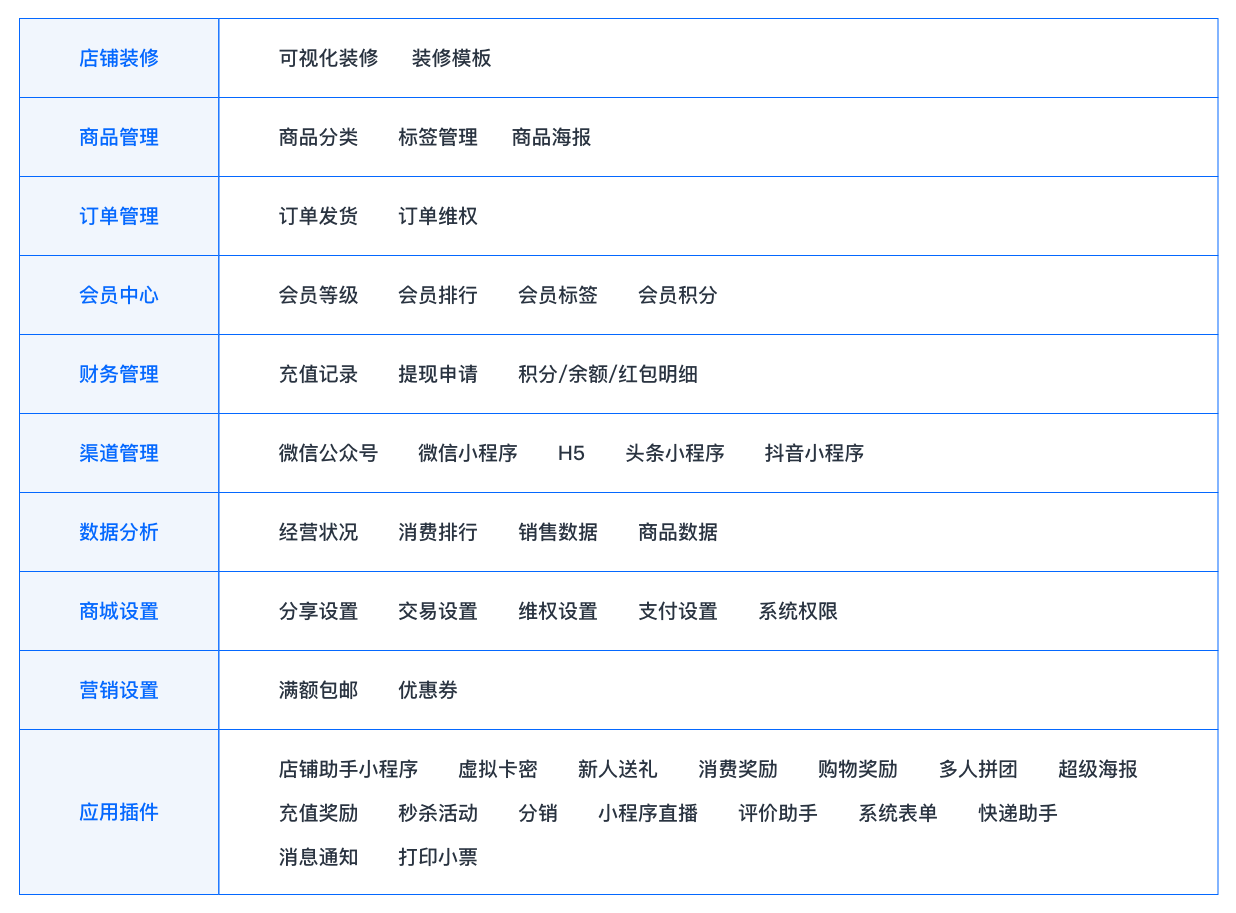 店铺装修 可视化装修 装修模板
商品管理 商品分类 标签管理 商品海报
订单管理 订单发货 订单维权
会员中心 会员等级 会员排行 会员标签 会员积分
财务管理 充值记录 提现申请 积分/余额/红包明细
渠道管理 微信公众号 微信小程序 H5 头条小程序 抖音小程序
数据分析 经营状况 消费排行 销售数据 商品数据
商城设置 分享设置 交易设置 维权设置 支付设置 系统权限
营销设置 满额包邮 优惠券
店铺助手小程序 虚拟卡密 新人送礼 消费奖励 购物奖励 多人拼团 超级海报
应用插件 充值奖励 秒杀活动 分销 小程序直播 评价助手 系统表单 快递助手
消息通知 打印小票